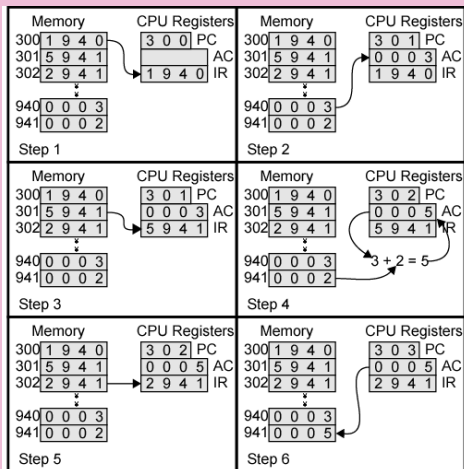 Memory CPU Registers
300 1 9 4 0 3 0 0 PC
301 5 9 4 1 AC
302 2 9 4 1 1 9 4 0 IR
940 0 0 0 3
941 0 0 0 2
Step 1
Memory CPU Registers
300 1 9 4 0 3 0 1 PC
301 5 9 4 1 0 0 0 3 AC
302 2 9 4 1 1 9 4 0 IR
940 0 0 0 3
941 0 0 0 2
Step 2
Memory CPU Registers
300 1 9 4 0 3 0 1 PC
301 5 9 4 1 0 0 0 3 AC
302 2 9 4 1 5 9 4 1 IR
940 0 0 0 3
941 0 0 0 2
Step 3
Memory CPU Registers
300 1 9 4 0 3 0 2 PC
301 5 9 4 1 0 0 0 5 AC
302 2 9 4 1 5 9 4 1 IR
940 0 0 0 3 3 + 2 = 5
941 0 0 0 2
Step 4
Memory CPU Registers
300 1 9 4 0 3 0 2 PC
301 5 9 4 1 0 0 0 5 AC
302 2 9 4 1 2 9 4 1 IR
940 0 0 0 3
941 0 0 0 2
Step 5
Memory CPU Registers
300 1 9 4 0 3 0 3 PC
301 5 9 4 1 0 0 0 5 AC
302 2 9 4 1 2 9 4 1 IR
940 0 0 0 3
941 0 0 0 5
Step 6